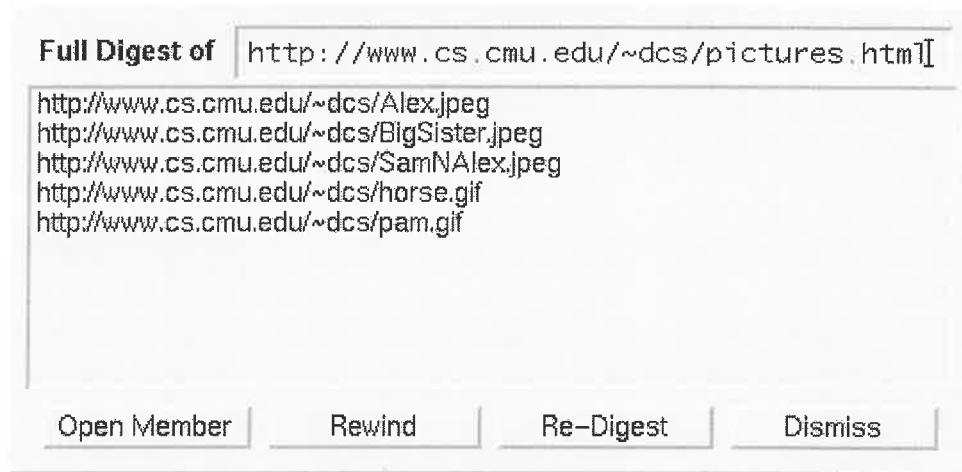 Full Digest of http://www.cs.cmu.edu/~dcs/pictures.html
http://www.cs.cmu.edu/~dcs/Alex.jpeg
http://www.cs.cmu.edu/~dcs/BigSister.jpeg
http://www.cs.cmu.edu/~dcs/SamNAlex.jpeg
http://www.cs.cmu.edu/~dcs/horse.gif
http://www.cs.cmu.edu/~dcs/pam.gif
Open Member Rewind Re-Digest Dismiss